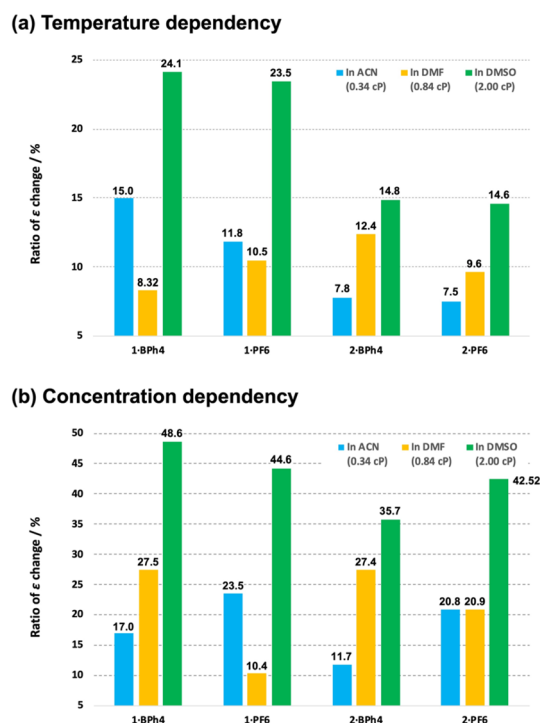 (a) Temperature dependency
25
20
15
10
5
Ratio of ε change / %
In ACN
(0.34 cP)
In DMF
(0.84 cP)
In DMSO
(2.00 cP)
15.0
8.32
24.1
11.8
10.5
23.5
7.8
12.4
14.8
7.5
9.6
14.6
1·BPh4
1·PF6
2·BPh4
2·PF6
(b) Concentration dependency
50
45
40
35
30
25
20
15
10
5
Ratio of ε change / %
In ACN
(0.34 cP)
In DMF
(0.84 cP)
In DMSO
(2.00 cP)
17.0
27.5
48.6
23.5
10.4
44.6
11.7
27.4
35.7
20.8
20.9
42.52
1·BPh4
1·PF6
2·BPh4
2·PF6